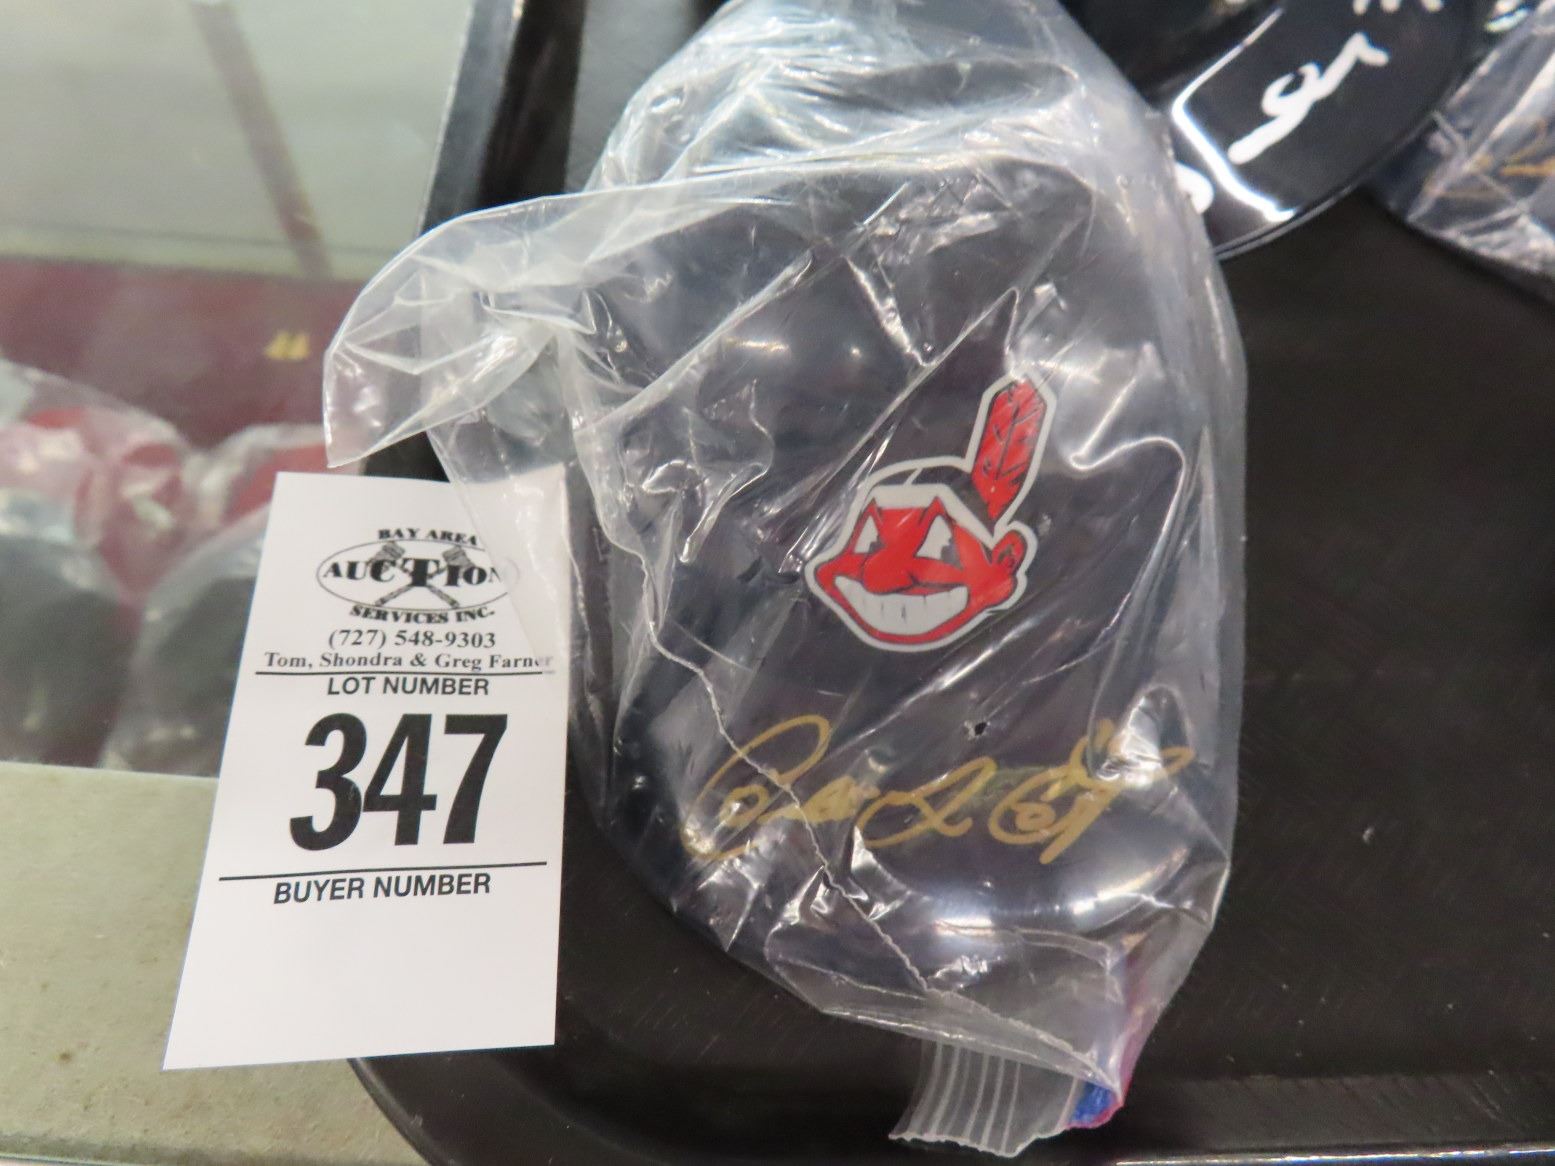 BAY AREA
AUCTION
SERVICES INC.
(727) 548-9303
Tom, Shondra & Greg Farner
LOT NUMBER
347
BUYER NUMBER